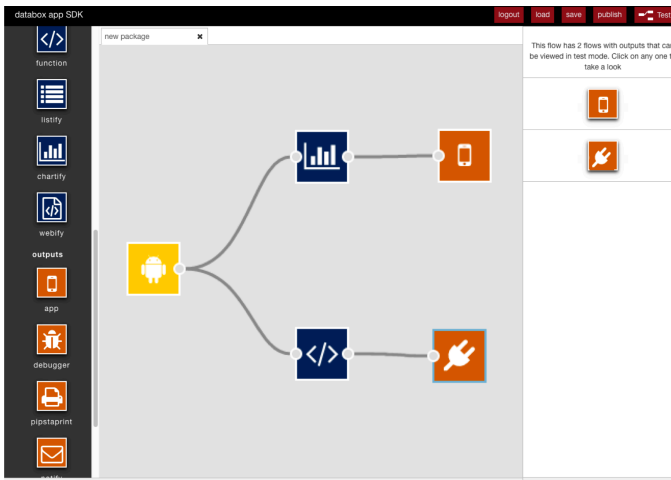 databox app SDK
logout
load
save
publish
Test
function
listify
chartify
webify
outputs
app
debugger
pipstaprint
new package
This flow has 2 flows with outputs that can
be viewed in test mode. Click on any one
take a look